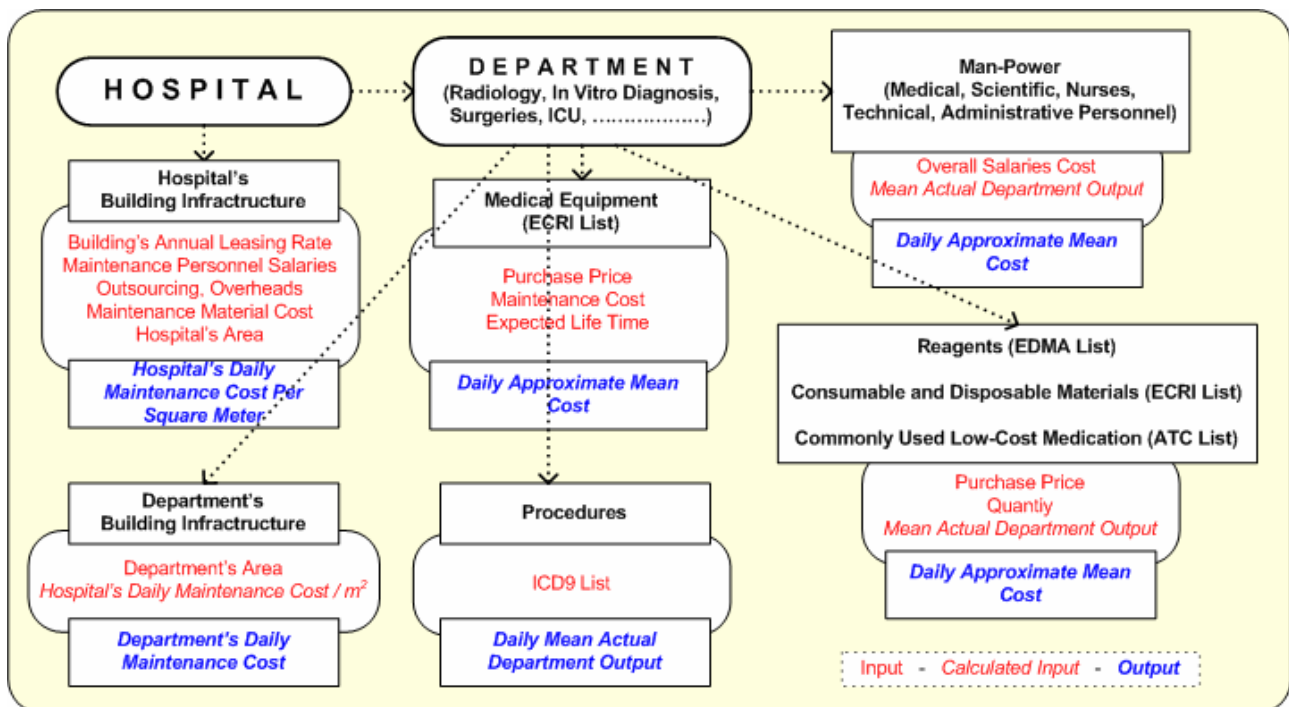 H O S P I T A L
D E P A R T M E N T
(Radiology, In Vitro Diagnosis,
Surgeries, ICU, ………………)
Man-Power
(Medical, Scientific, Nurses,
Technical, Administrative Personnel)
Overall Salaries Cost
Mean Actual Department Output
Daily Approximate Mean
Cost
Hospital's
Building Infractructure
Building's Annual Leasing Rate
Maintenance Personnel Salaries
Outsourcing, Overheads
Maintenance Material Cost
Hospital's Area
Hospital's Daily
Maintenance Cost Per
Square Meter
Medical Equipment
(ECRI List)
Purchase Price
Maintenance Cost
Expected Life Time
Daily Approximate Mean
Cost
Reagents (EDMA List)
Consumable and Disposable Materials (ECRI List)
Commonly Used Low-Cost Medication (ATC List)
Purchase Price
Quantiy
Mean Actual Department Output
Daily Approximate Mean
Cost
Department's
Building Infrastructure
Department's Area
Hospital's Daily Maintenance Cost / m²
Department's Daily
Maintenance Cost
Procedures
ICD9 List
Daily Mean Actual
Department Output
Input - Calculated Input - Output